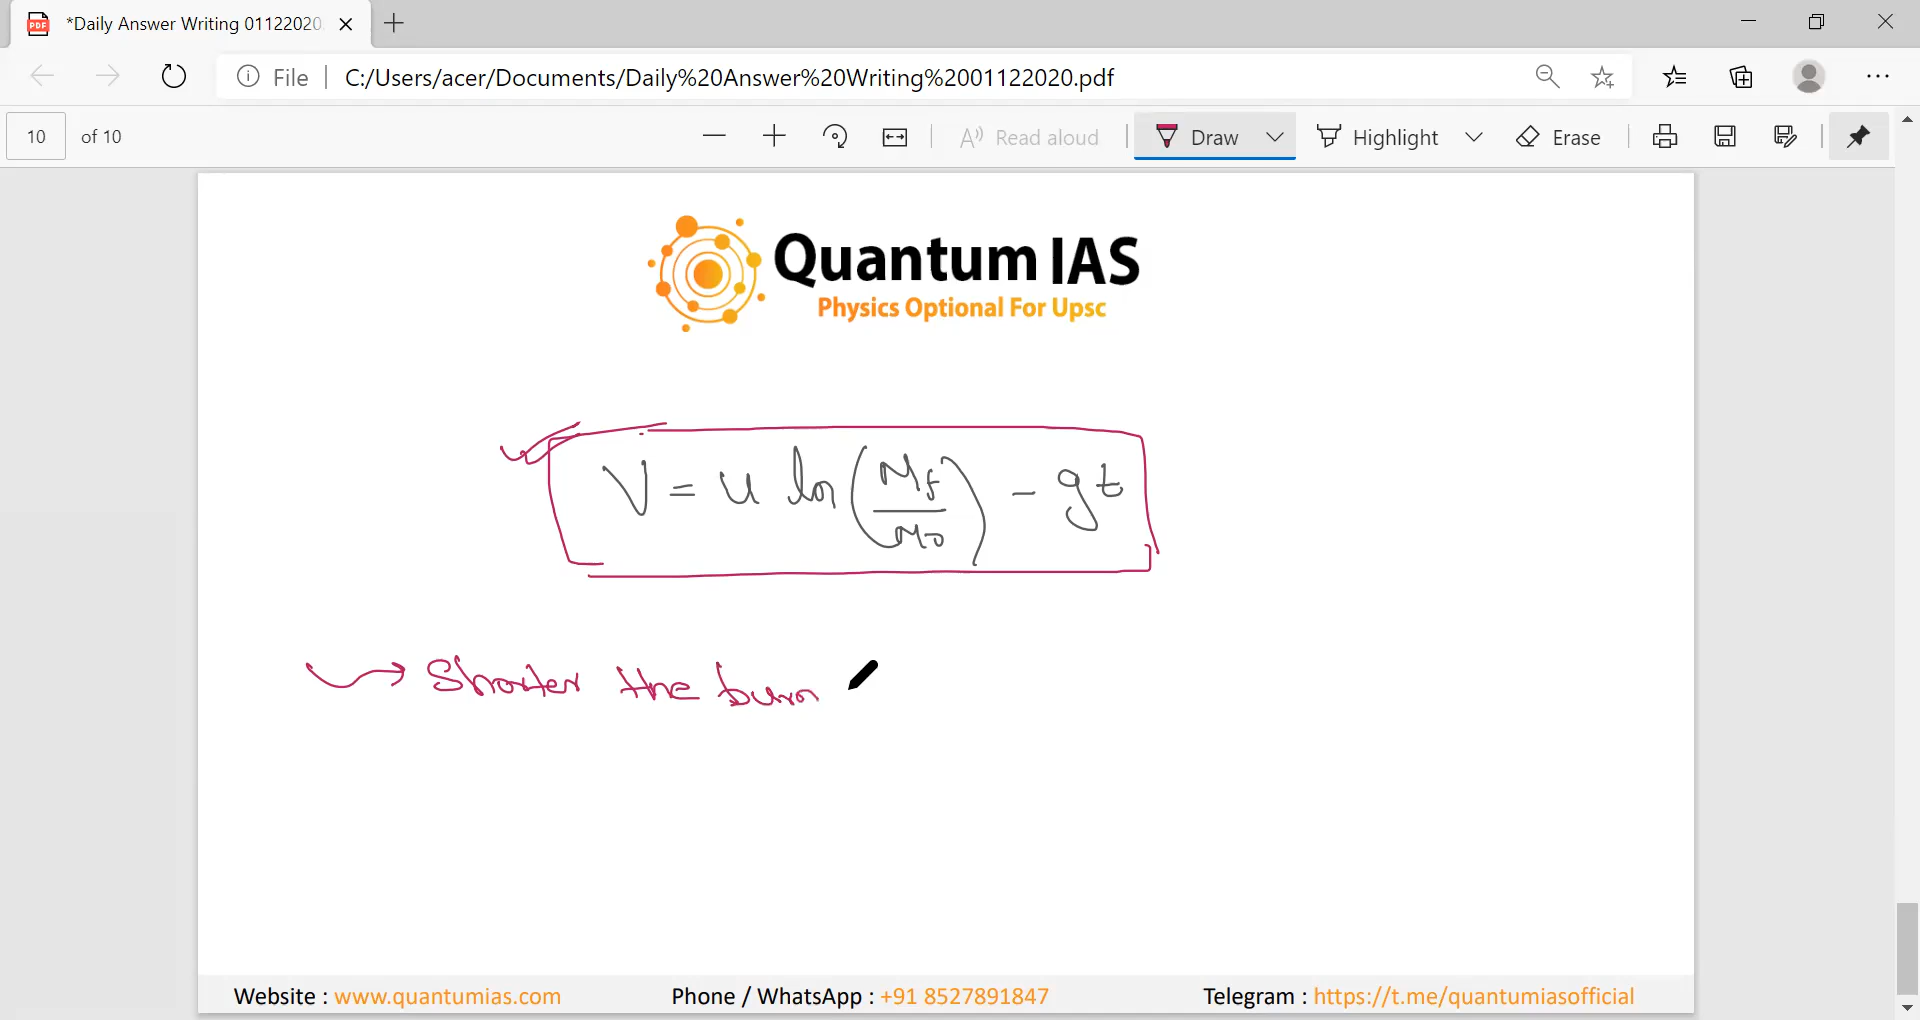 *Daily Answer Writing 01122020.
File
C:/Users/acer/Documents/Daily%20Answer%20Writing%2001122020.pdf
10 of 10
Read aloud
Draw
Highlight
Erase
Quantum IAS
Physics Optional For Upsc
V = u ln(Mf/M0) - gt
Shorter the burn
Website : www.quantumias.com Phone / WhatsApp : +91 8527891847 Telegram : https://t.me/quantumiasofficial